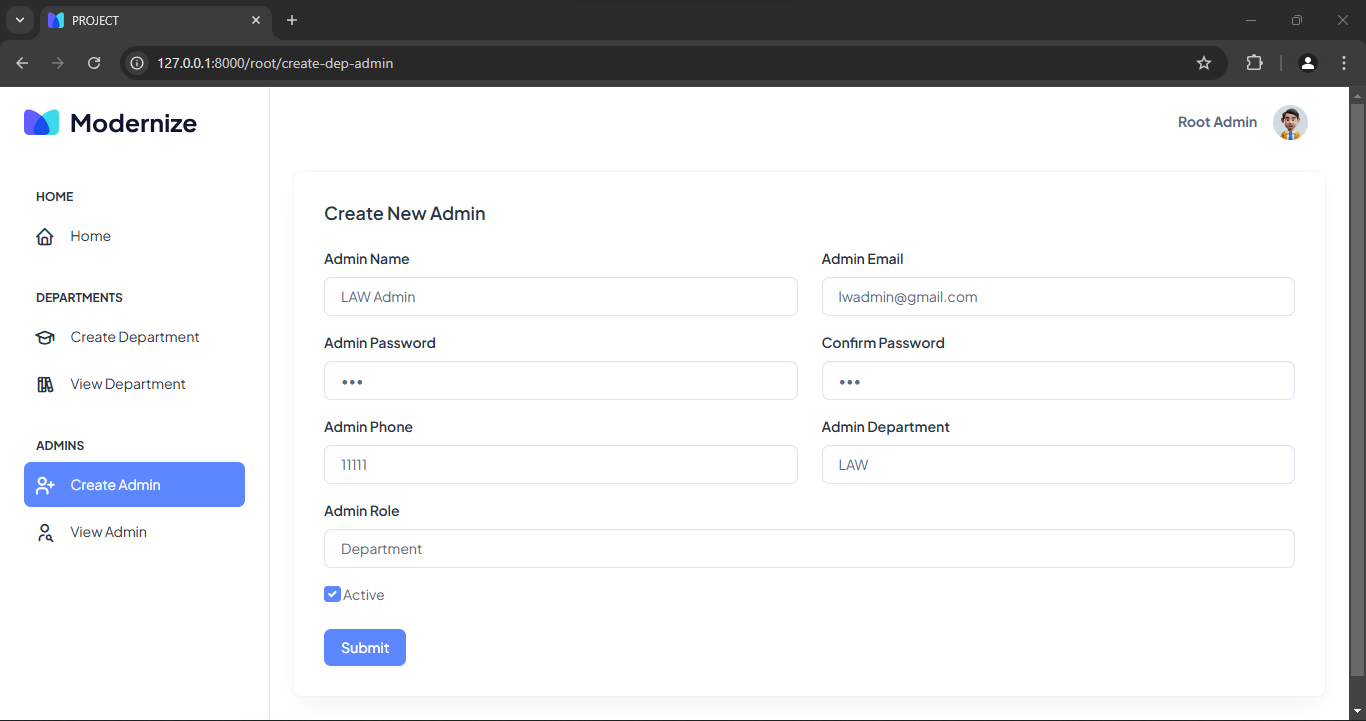 PROJECT
127.0.0.1:8000/root/create-dep-admin
Modernize
Root Admin
HOME
Home
DEPARTMENTS
Create Department
View Department
ADMINS
Create Admin
View Admin
Create New Admin
Admin Name
Admin Email
LAW Admin
lwadmin@gmail.com
Admin Password
Confirm Password
•••
•••
Admin Phone
Admin Department
11111
LAW
Admin Role
Department
Active
Submit